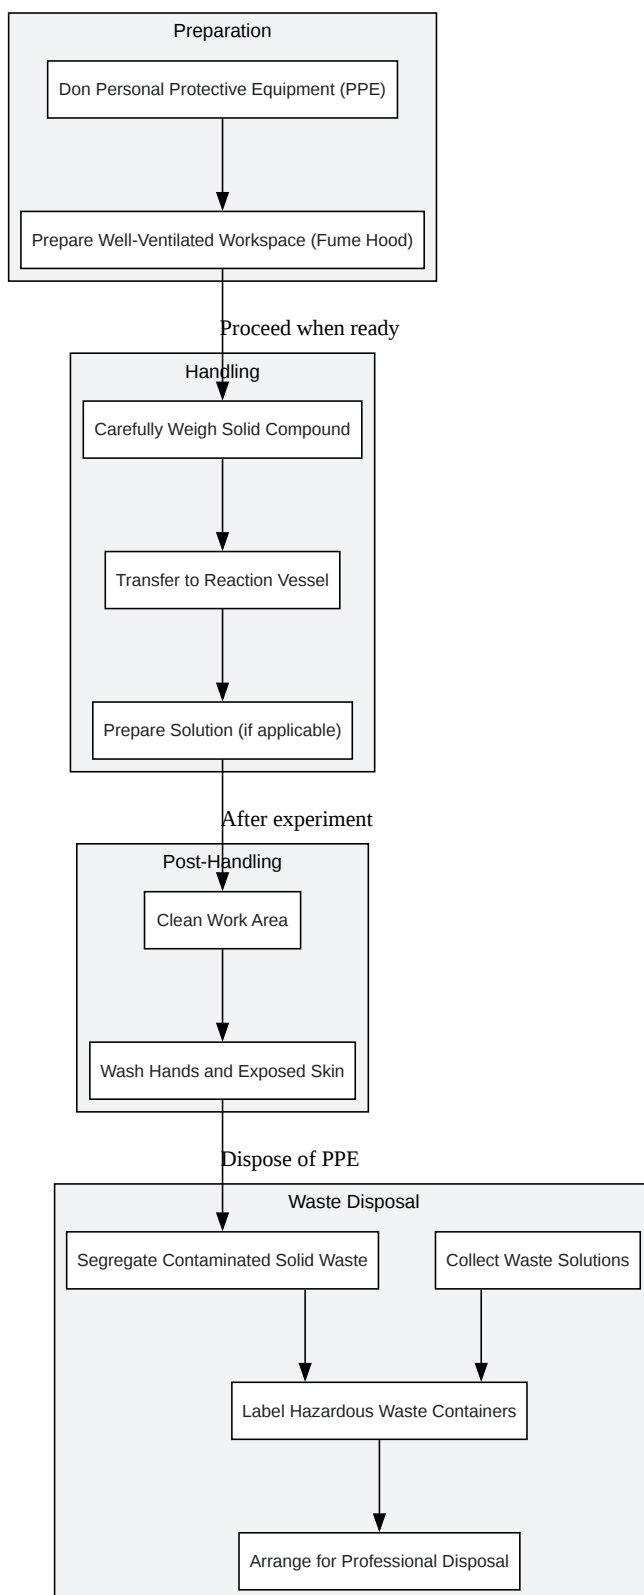 Preparation
Don Personal Protective Equipment (PPE)
Prepare Well-Ventilated Workspace (Fume Hood)
Proceed when ready
Handling
Carefully Weigh Solid Compound
Transfer to Reaction Vessel
Prepare Solution (if applicable)
After experiment
Post-Handling
Clean Work Area
Wash Hands and Exposed Skin
Dispose of PPE
Waste Disposal
Segregate Contaminated Solid Waste
Collect Waste Solutions
Label Hazardous Waste Containers
Arrange for Professional Disposal